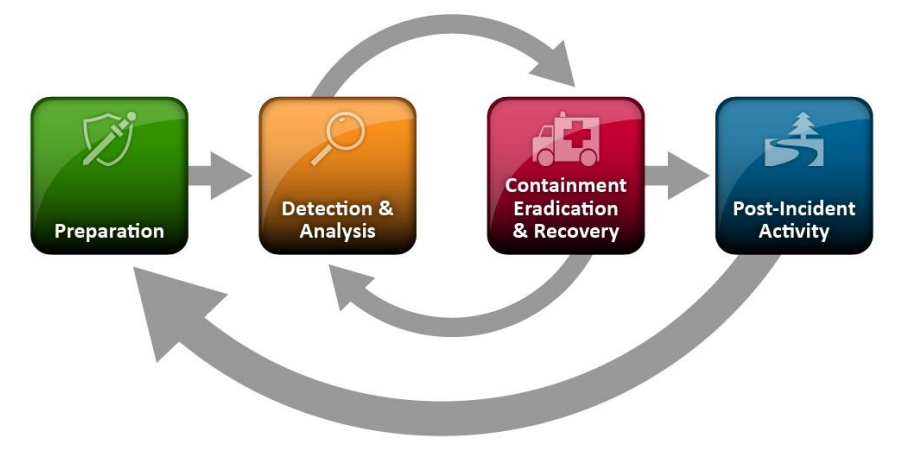 Preparation
Detection &
Analysis
Containment
Eradication
& Recovery
Post-Incident
Activity